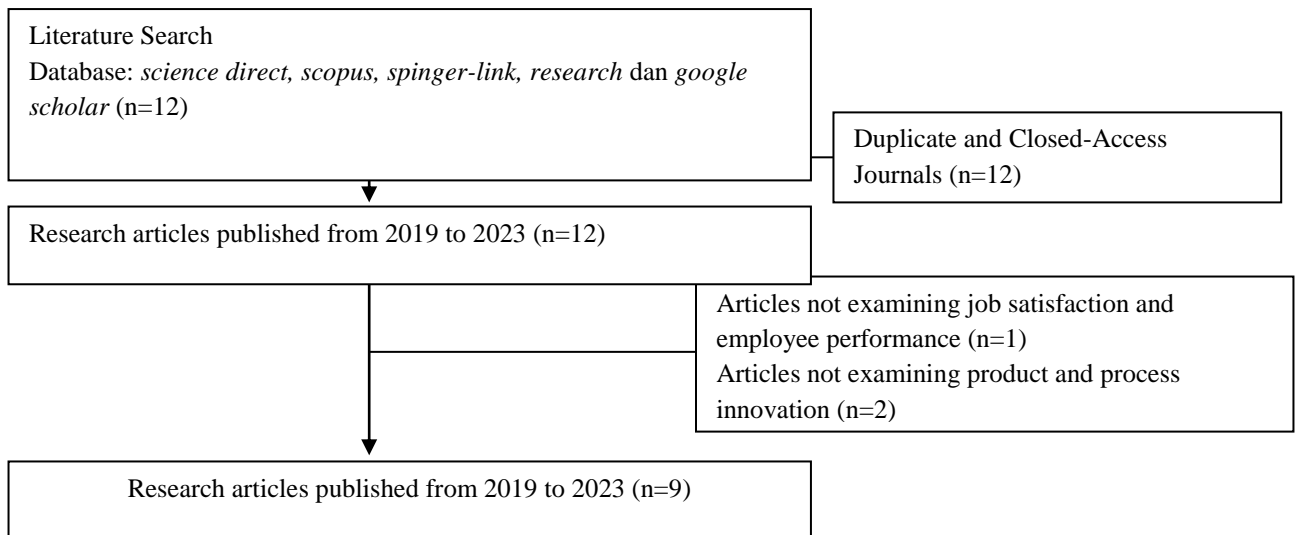 Literature Search
Database: science direct, scopus, spinger-link, research dan google
scholar (n=12)
Duplicate and Closed-Access
Journals (n=12)
Research articles published from 2019 to 2023 (n=12)
Articles not examining job satisfaction and
employee performance (n=1)
Articles not examining product and process
innovation (n=2)
Research articles published from 2019 to 2023 (n=9)